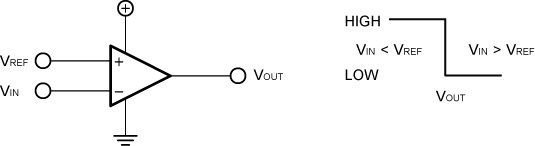 VREF
VIN
+
−
VOUT
HIGH
VIN < VREF
VIN > VREF
LOW
VOUT